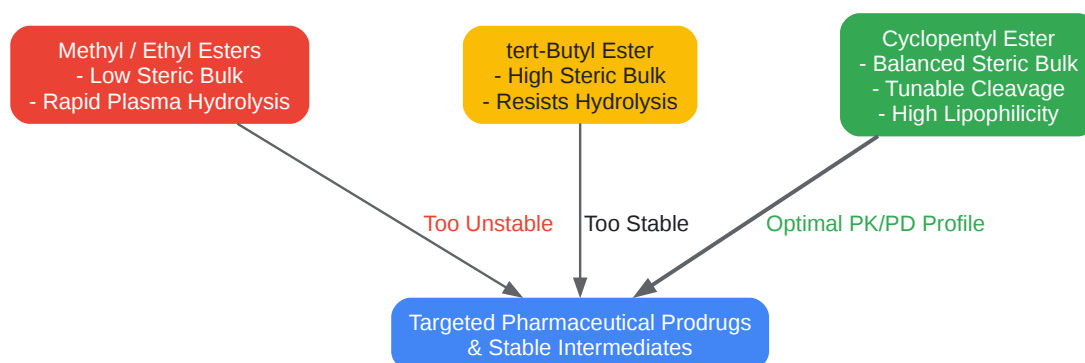 Methyl / Ethyl Esters
- Low Steric Bulk
- Rapid Plasma Hydrolysis
tert-Butyl Ester
- High Steric Bulk
- Resists Hydrolysis
Cyclopentyl Ester
- Balanced Steric Bulk
- Tunable Cleavage
- High Lipophilicity
Too Unstable
Too Stable
Optimal PK/PD Profile
Targeted Pharmaceutical Prodrugs
& Stable Intermediates